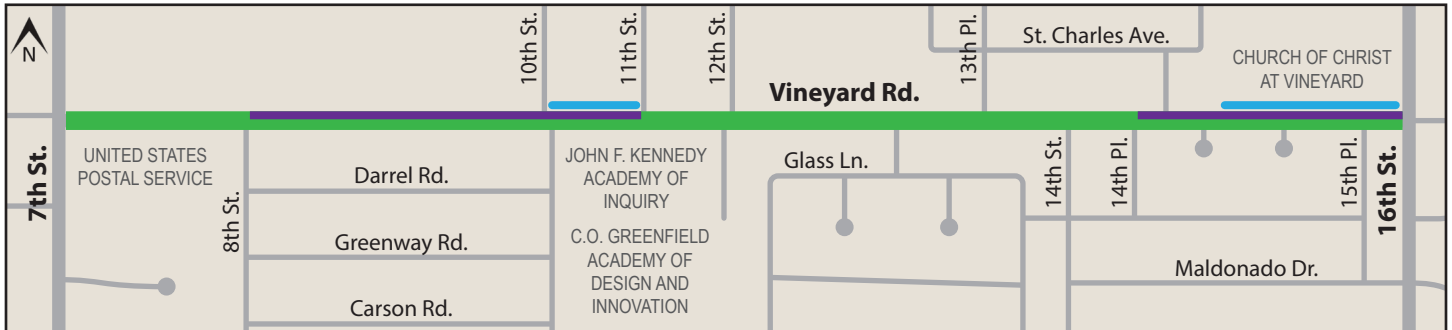 N
10th St.
11th St.
12th St.
13th Pl.
St. Charles Ave.
CHURCH OF CHRIST
AT VINEYARD
Vineyard Rd.
7th St.
UNITED STATES
POSTAL SERVICE
8th St.
Darrel Rd.
Greenway Rd.
Carson Rd.
JOHN F. KENNEDY
ACADEMY OF
INQUIRY
C.O. GREENFIELD
ACADEMY OF
DESIGN AND
INNOVATION
Glass Ln.
14th St.
14th Pl.
15th Pl.
16th St.
Maldonado Dr.